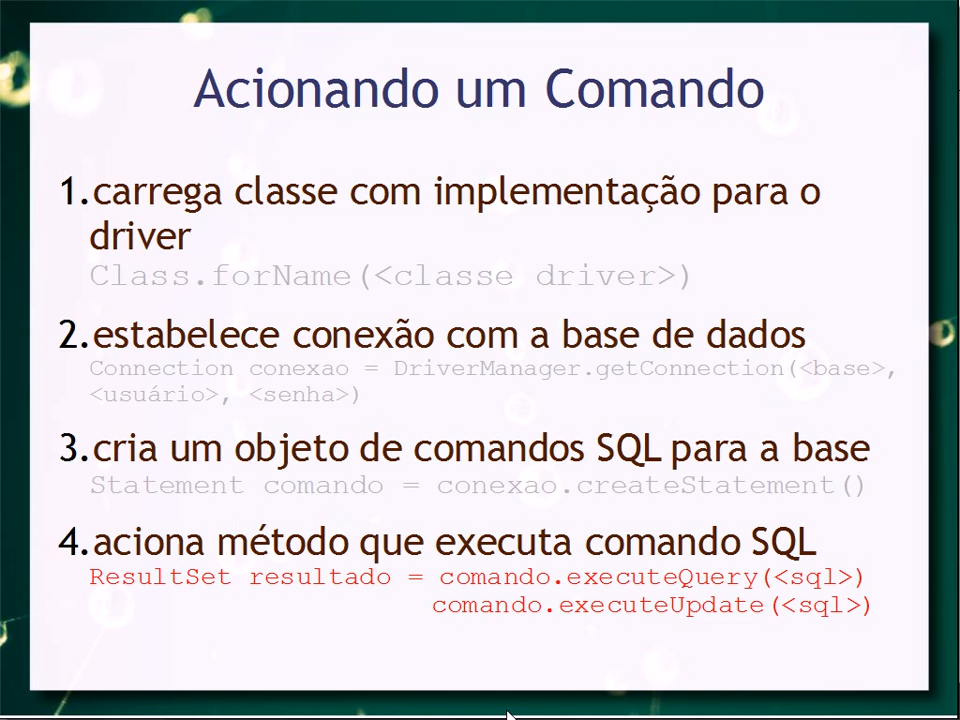 Acionando um Comando
1.carrega classe com implementação para o
driver
Class.forName(<classe driver>)
2.estabelece conexão com a base de dados
Connection conexao = DriverManager.getConnection(<base>,
<usuário>, <senha>)
3.cria um objeto de comandos SQL para a base
Statement comando = conexao.createStatement()
4.aciona método que executa comando SQL
ResultSet resultado = comando.executeQuery(<sql>)
comando.executeUpdate(<sql>)